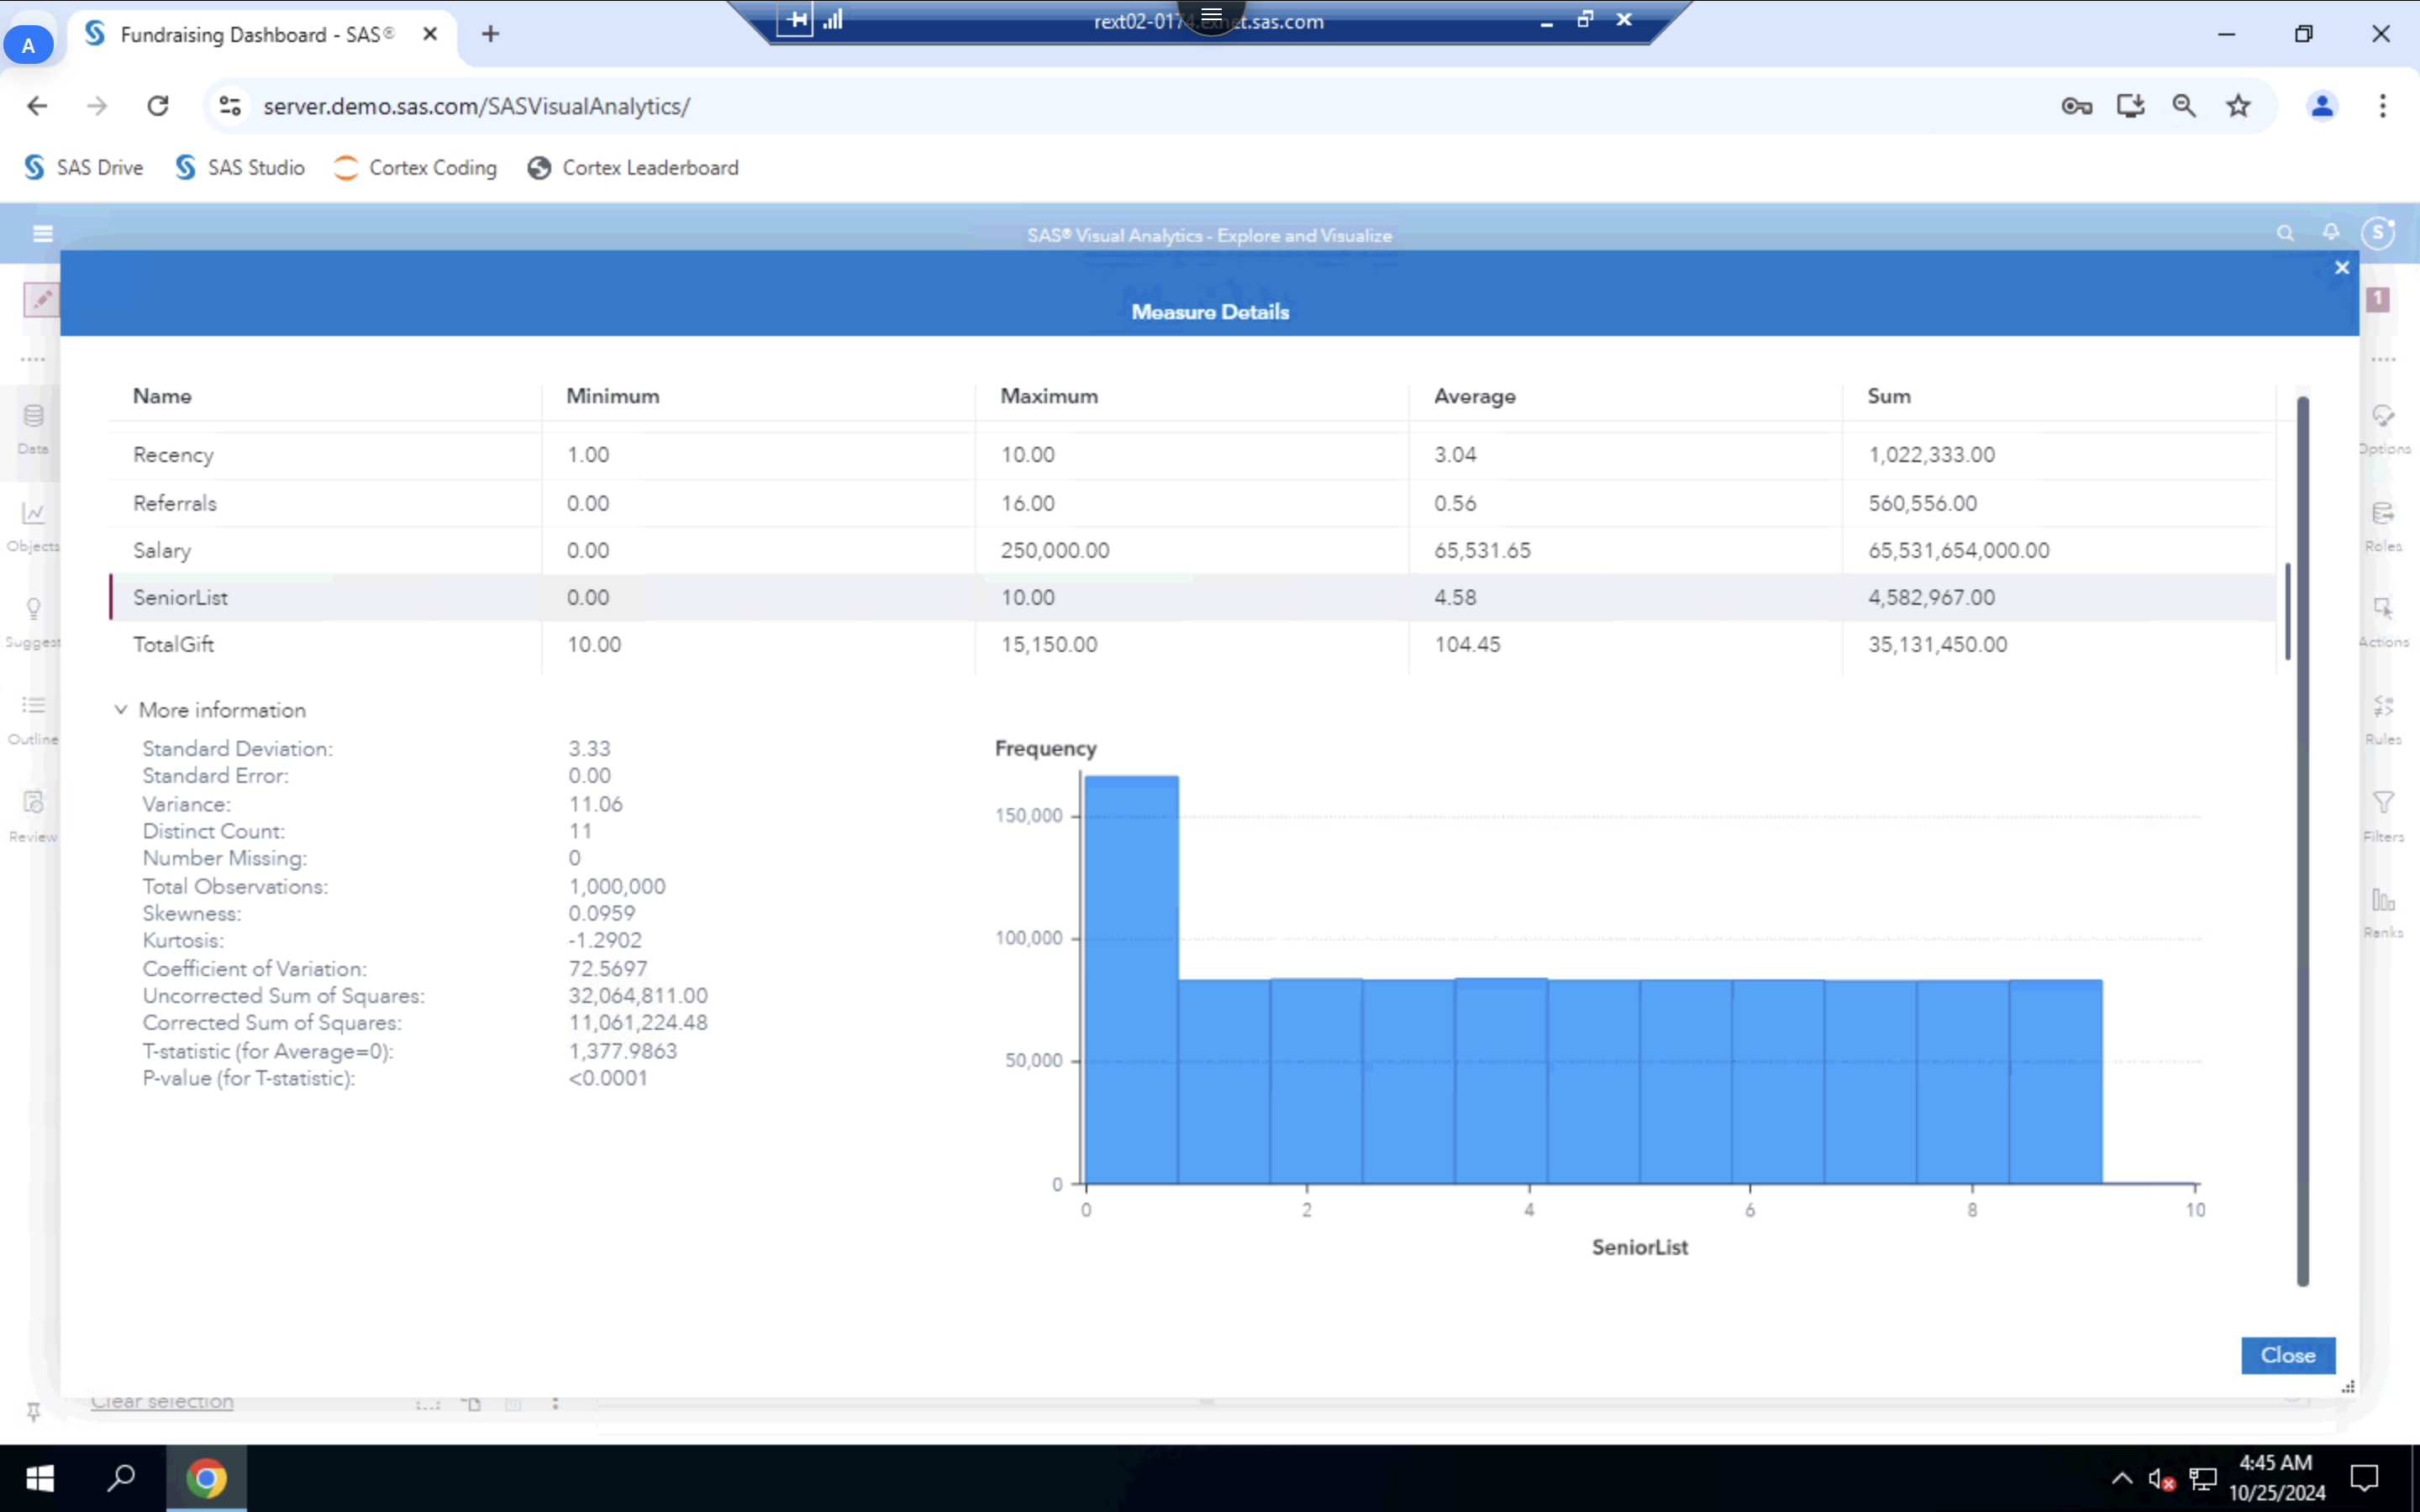 A
Fundraising Dashboard - SAS®
rext02-0174.exnet.sas.com
server.demo.sas.com/SASVisualAnalytics/
SAS Drive SAS Studio Cortex Coding Cortex Leaderboard
SAS® Visual Analytics - Explore and Visualize
S
Measure Details
1
Name Minimum Maximum Average Sum
Recency 1.00 10.00 3.04 1,022,333.00
Referrals 0.00 16.00 0.56 560,556.00
Salary 0.00 250,000.00 65,531.65 65,531,654,000.00
SeniorList 0.00 10.00 4.58 4,582,967.00
TotalGift 10.00 15,150.00 104.45 35,131,450.00
Data
Objects
Suggest
Outline
Review
Options
Roles
Actions
Rules
Filters
Ranks
More information
Standard Deviation: 3.33
Standard Error: 0.00
Variance: 11.06
Distinct Count: 11
Number Missing: 0
Total Observations: 1,000,000
Skewness: 0.0959
Kurtosis: -1.2902
Coefficient of Variation: 72.5697
Uncorrected Sum of Squares: 32,064,811.00
Corrected Sum of Squares: 11,061,224.48
T-statistic (for Average=0): 1,377.9863
P-value (for T-statistic): <0.0001
Frequency
150,000
100,000
50,000
0
0 2 4 6 8 10
SeniorList
Close
Clear selection
4:45 AM
10/25/2024